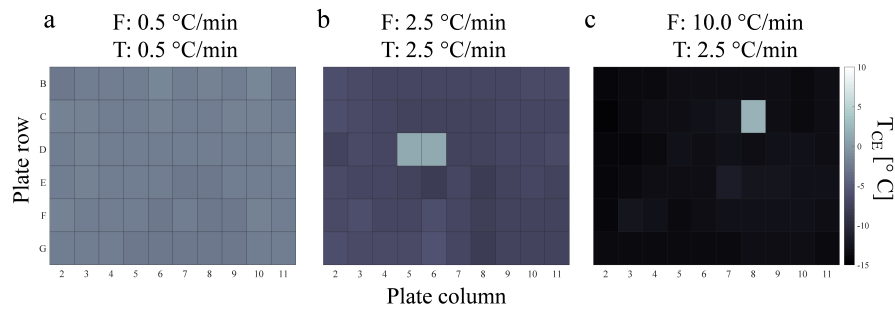 a
F: 0.5 °C/min
T: 0.5 °C/min
b
F: 2.5 °C/min
T: 2.5 °C/min
c
F: 10.0 °C/min
T: 2.5 °C/min
Plate row
B
C
D
E
F
G
2 3 4 5 6 7 8 9 10 11
2 3 4 5 6 7 8 9 10 11
2 3 4 5 6 7 8 9 10 11
Plate column
10
5
0
-5
-10
-15
T_CE [° C]